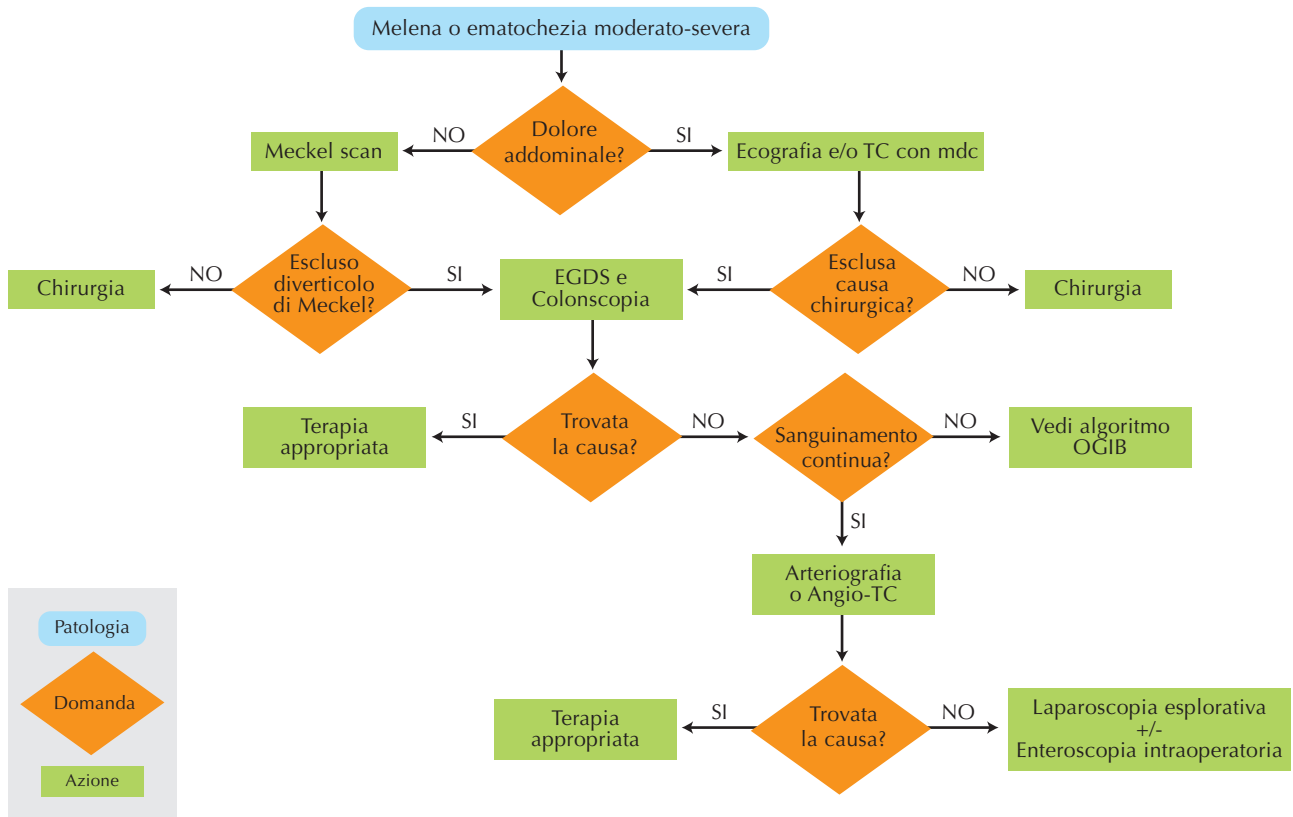 Melena o ematochezia moderato-severa
Dolore
addominale?
NO
SI
Meckel scan
Ecografia e/o TC con mdc
Escluso
diverticolo
di Meckel?
NO
SI
Chirurgia
EGDS e
Colonscopia
Esclusa
causa
chirurgica?
SI
NO
Chirurgia
Trovata
la causa?
SI
NO
Terapia
appropriata
Sanguinamento
continua?
NO
Vedi algoritmo
OGIB
SI
Arteriografia
o Angio-TC
Trovata
la causa?
SI
NO
Terapia
appropriata
Laparoscopia esplorativa
+/-
Enteroscopia intraoperatoria
Patologia
Domanda
Azione